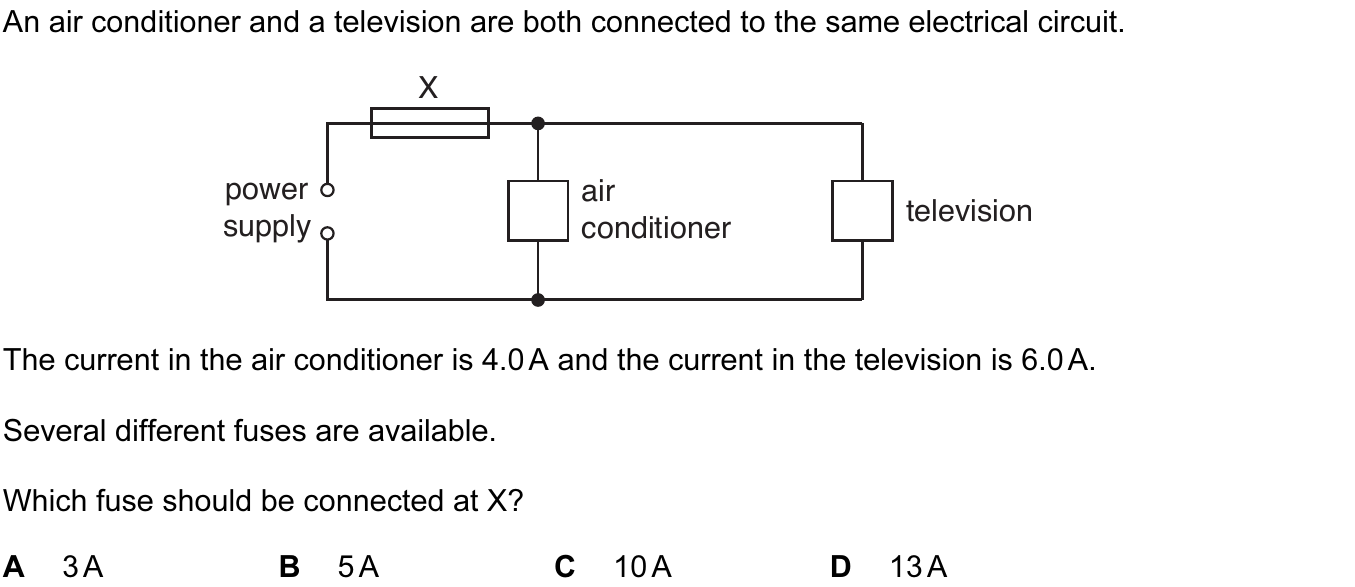 An air conditioner and a television are both connected to the same electrical circuit.
X
power
supply
air
conditioner
television
The current in the air conditioner is 4.0 A and the current in the television is 6.0 A.
Several different fuses are available.
Which fuse should be connected at X?
A 3 A B 5 A C 10 A D 13 A